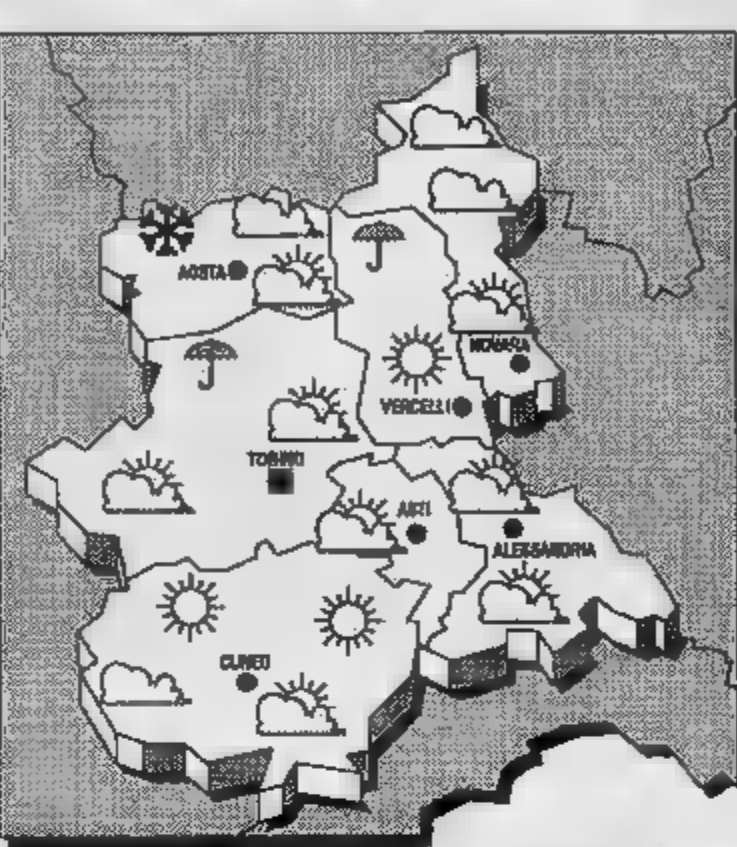 AOSTA
NOVARA
VERCELLI
TORINO
ASTI
ALESSANDRIA
CUNEO